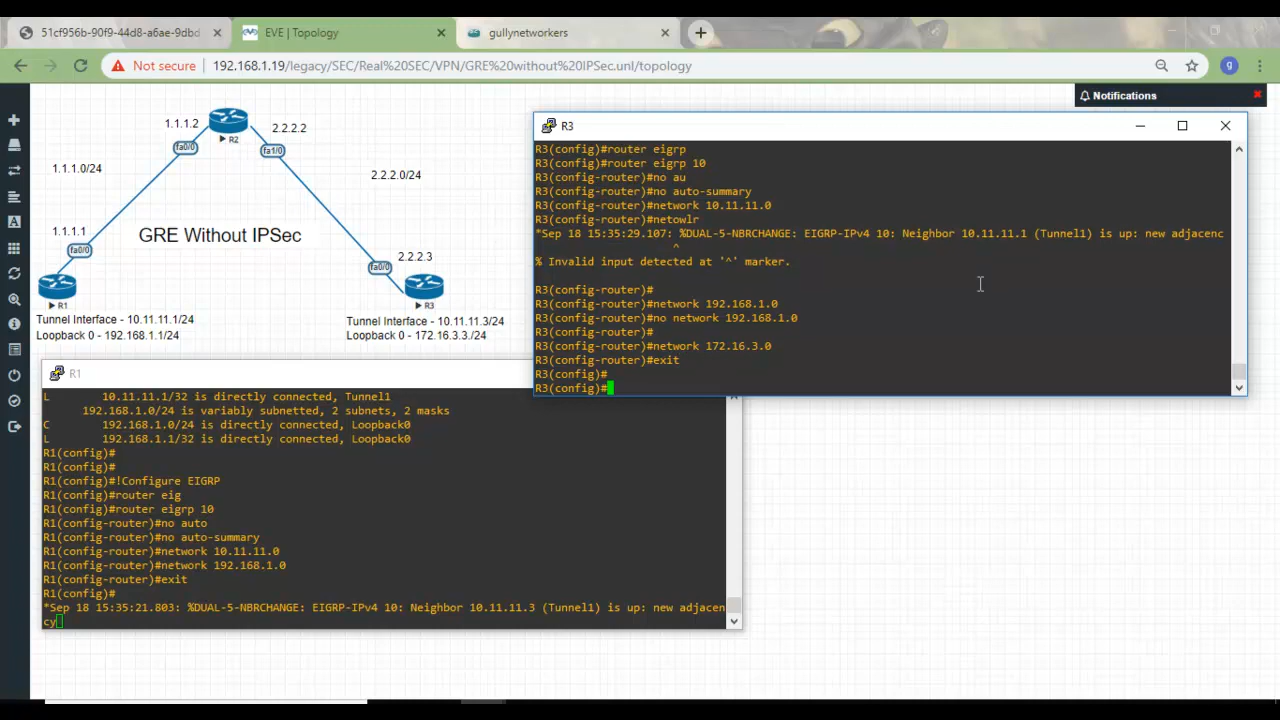 51cf956b-90f9-44d8-a6ae-9dbd
EVE | Topology
gullynetworkers
Not secure
192.168.1.19/legacy/SEC/Real%20SEC/VPN/GRE%20without%20IPSec.unl/topology
g
Notifications
1.1.1.2
2.2.2.2
R2
fa0/0
fa1/0
1.1.1.0/24
2.2.2.0/24
GRE Without IPSec
1.1.1.1
fa0/0
2.2.2.3
fa0/0
R1
R3
Tunnel Interface - 10.11.11.1/24
Loopback 0 - 192.168.1.1/24
Tunnel Interface - 10.11.11.3/24
Loopback 0 - 172.16.3.3./24
R3
R3(config)#router eigrp
R3(config)#router eigrp 10
R3(config-router)#no au
R3(config-router)#no auto-summary
R3(config-router)#network 10.11.11.0
R3(config-router)#netowlr
*Sep 18 15:35:29.107: %DUAL-5-NBRCHANGE: EIGRP-IPv4 10: Neighbor 10.11.11.1 (Tunnel1) is up: new adjacenc
^
% Invalid input detected at '^' marker.
R3(config-router)#
R3(config-router)#network 192.168.1.0
R3(config-router)#no network 192.168.1.0
R3(config-router)#
R3(config-router)#network 172.16.3.0
R3(config-router)#exit
R3(config)#
R3(config)#
R1
L 10.11.11.1/32 is directly connected, Tunnel1
192.168.1.0/24 is variably subnetted, 2 subnets, 2 masks
C 192.168.1.0/24 is directly connected, Loopback0
L 192.168.1.1/32 is directly connected, Loopback0
R1(config)#
R1(config)#
R1(config)#!Configure EIGRP
R1(config)#router eig
R1(config)#router eigrp 10
R1(config-router)#no auto
R1(config-router)#no auto-summary
R1(config-router)#network 10.11.11.0
R1(config-router)#network 192.168.1.0
R1(config-router)#exit
R1(config)#
*Sep 18 15:35:21.803: %DUAL-5-NBRCHANGE: EIGRP-IPv4 10: Neighbor 10.11.11.3 (Tunnel1) is up: new adjacen
cy